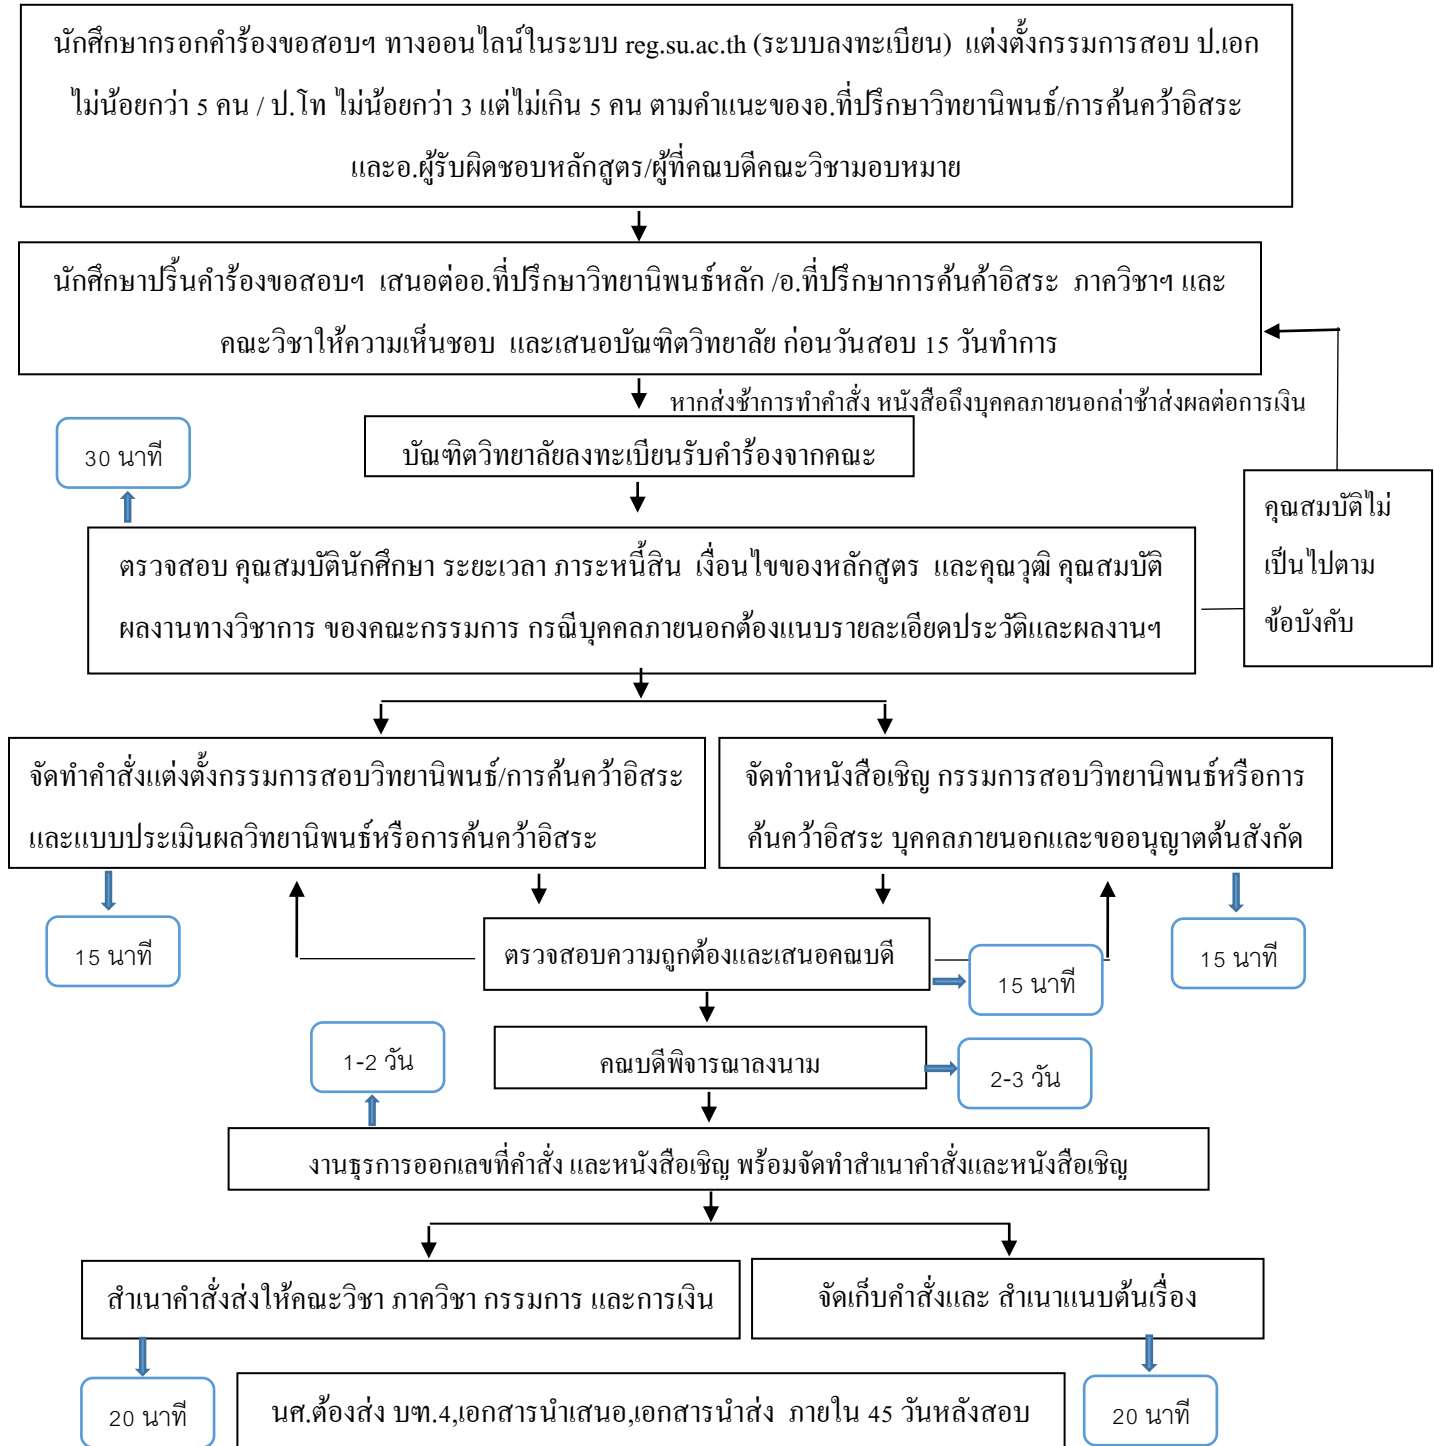 นักศึกษากรอกคำร้องขอสอบฯ ทางออนไลน์ในระบบ reg.su.ac.th (ระบบลงทะเบียน) แต่งตั้งกรรมการสอบ ป.เอก
ไม่น้อยกว่า 5 คน / ป.โท ไม่น้อยกว่า 3 แต่ไม่เกิน 5 คน ตามคำแนะของอ.ที่ปรึกษาวิทยานิพนธ์/การค้นคว้าอิสระ
และอ.ผู้รับผิดชอบหลักสูตร/ผู้ที่คณบดีคณะวิชามอบหมาย
นักศึกษาปริ้นคำร้องขอสอบฯ เสนอต่ออ.ที่ปรึกษาวิทยานิพนธ์หลัก /อ.ที่ปรึกษาการค้นค้าอิสระ ภาควิชาฯ และ
คณะวิชาให้ความเห็นชอบ และเสนอบัณฑิตวิทยาลัย ก่อนวันสอบ 15 วันทำการ
หากส่งช้าการทำคำสั่ง หนังสือถึงบุคคลภายนอกล่าช้าส่งผลต่อการเงิน
บัณฑิตวิทยาลัยลงทะเบียนรับคำร้องจากคณะ
30 นาที
คุณสมบัติไม่
เป็นไปตาม
ข้อบังคับ
ตรวจสอบ คุณสมบัตินักศึกษา ระยะเวลา ภาระหนี้สิน เงื่อนไขของหลักสูตร และคุณวุฒิ คุณสมบัติ
ผลงานทางวิชาการ ของคณะกรรมการ กรณีบุคคลภายนอกต้องแนบรายละเอียดประวัติและผลงานฯ
จัดทำคำสั่งแต่งตั้งกรรมการสอบวิทยานิพนธ์/การค้นคว้าอิสระ
และแบบประเมินผลวิทยานิพนธ์หรือการค้นคว้าอิสระ
จัดทำหนังสือเชิญ กรรมการสอบวิทยานิพนธ์หรือการ
ค้นคว้าอิสระ บุคคลภายนอกและขออนุญาตต้นสังกัด
15 นาที
ตรวจสอบความถูกต้องและเสนอคณบดี
15 นาที
15 นาที
1-2 วัน
คณบดีพิจารณาลงนาม
2-3 วัน
งานธุรการออกเลขที่คำสั่ง และหนังสือเชิญ พร้อมจัดทำสำเนาคำสั่งและหนังสือเชิญ
สำเนาคำสั่งส่งให้คณะวิชา ภาควิชา กรรมการ และการเงิน
จัดเก็บคำสั่งและ สำเนาแนบต้นเรื่อง
20 นาที
นศ.ต้องส่ง บฑ.4,เอกสารนำเสนอ,เอกสารนำส่ง ภายใน 45 วันหลังสอบ
20 นาที